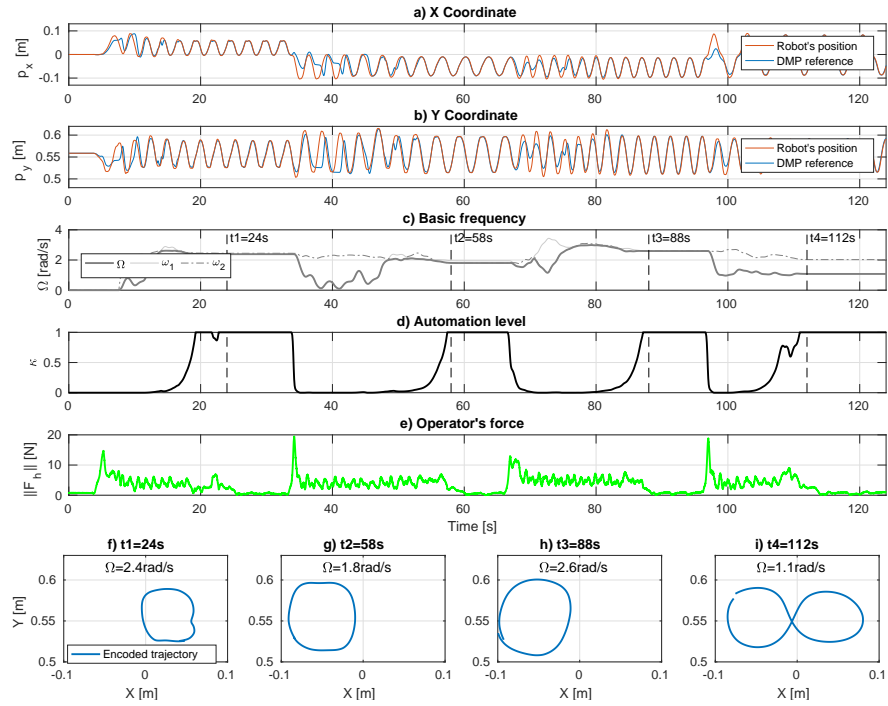 a) X Coordinate
p_x [m]
0.1
0
-0.1
Robot's position
DMP reference
0 20 40 60 80 100 120
b) Y Coordinate
p_y [m]
0.6
0.55
0.5
Robot's position
DMP reference
0 20 40 60 80 100 120
c) Basic frequency
Ω [rad/s]
4
2
0
t1=24s t2=58s t3=88s t4=112s
Ω ω_1 ω_2
d) Automation level
κ
1
0.5
0
0 20 40 60 80 100 120
e) Operator's force
||F_h|| [N]
20
10
0
0 20 40 60 80 100 120
Time [s]
f) t1=24s g) t2=58s h) t3=88s i) t4=112s
Ω=2.4rad/s Ω=1.8rad/s Ω=2.6rad/s Ω=1.1rad/s
Y [m]
0.6 0.6 0.6 0.6
0.55 0.55 0.55 0.55
0.5 0.5 0.5 0.5
Encoded trajectory
-0.1 0 0.1 -0.1 0 0.1 -0.1 0 0.1 -0.1 0 0.1
X [m] X [m] X [m] X [m]